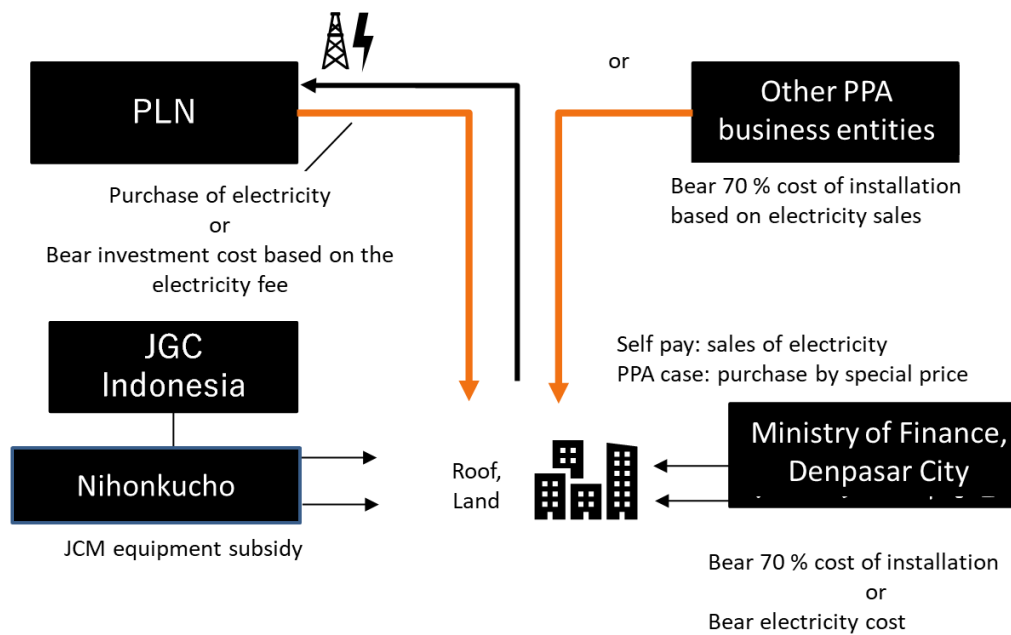 PLN
Purchase of electricity
or
Bear investment cost based on the
electricity fee
or
Other PPA
business entities
Bear 70 % cost of installation
based on electricity sales
JGC
Indonesia
Nihonkucho
JCM equipment subsidy
Roof,
Land
Self pay: sales of electricity
PPA case: purchase by special price
Ministry of Finance,
Denpasar City
Bear 70 % cost of installation
or
Bear electricity cost